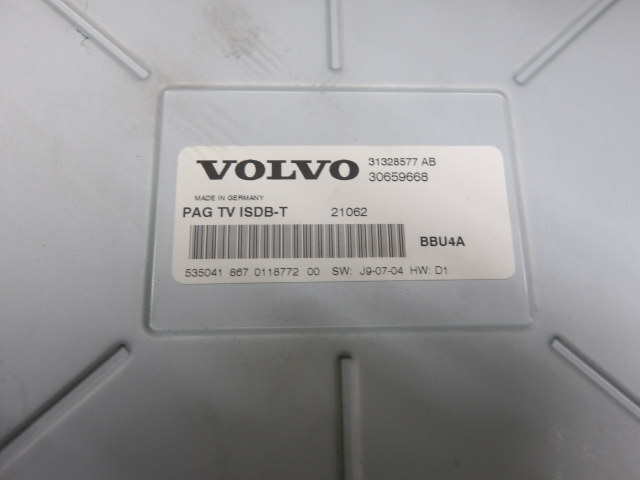 VOLVO 31328577 AB
30659668
MADE IN GERMANY
PAG TV ISDB-T 21062
BBU4A
535041 867 0118772 00 SW: J9-07-04 HW: D1